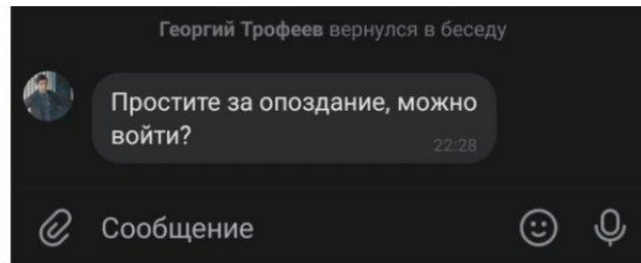 Георгий Трофеев вернулся в беседу
Простите за опоздание, можно
войти?
22:28
Сообщение